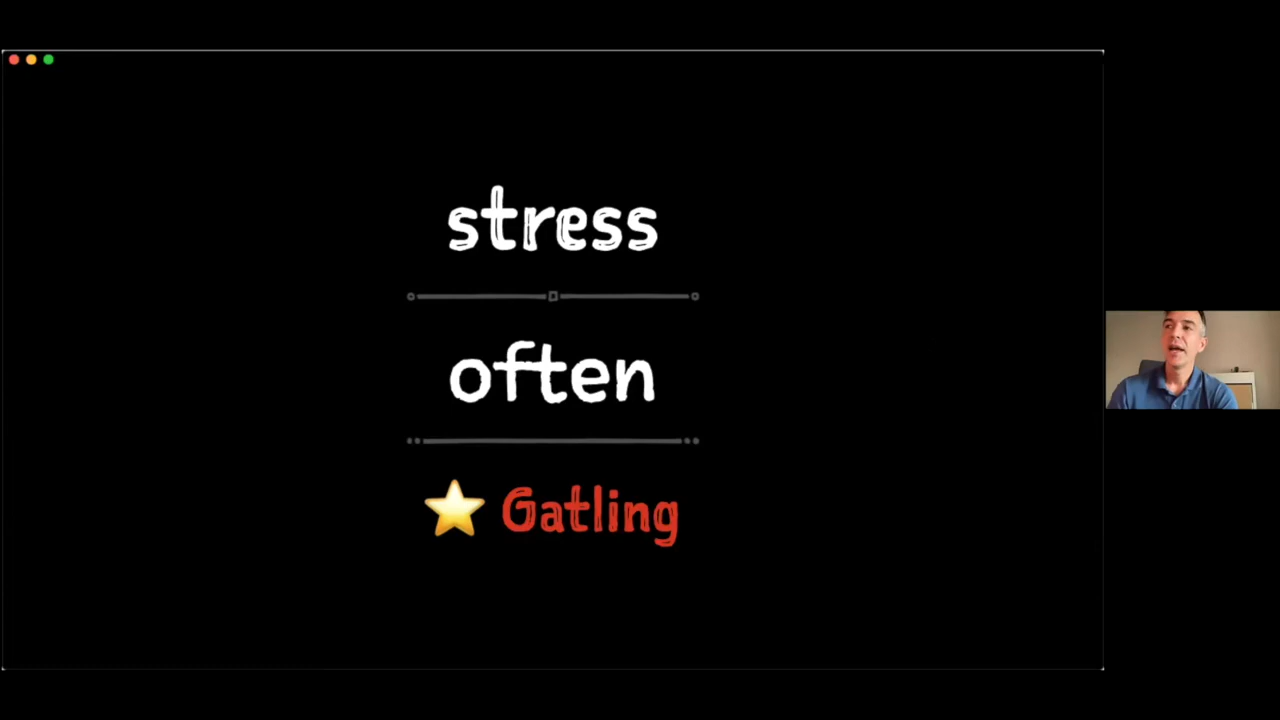 stress
often
⭐ Gatling